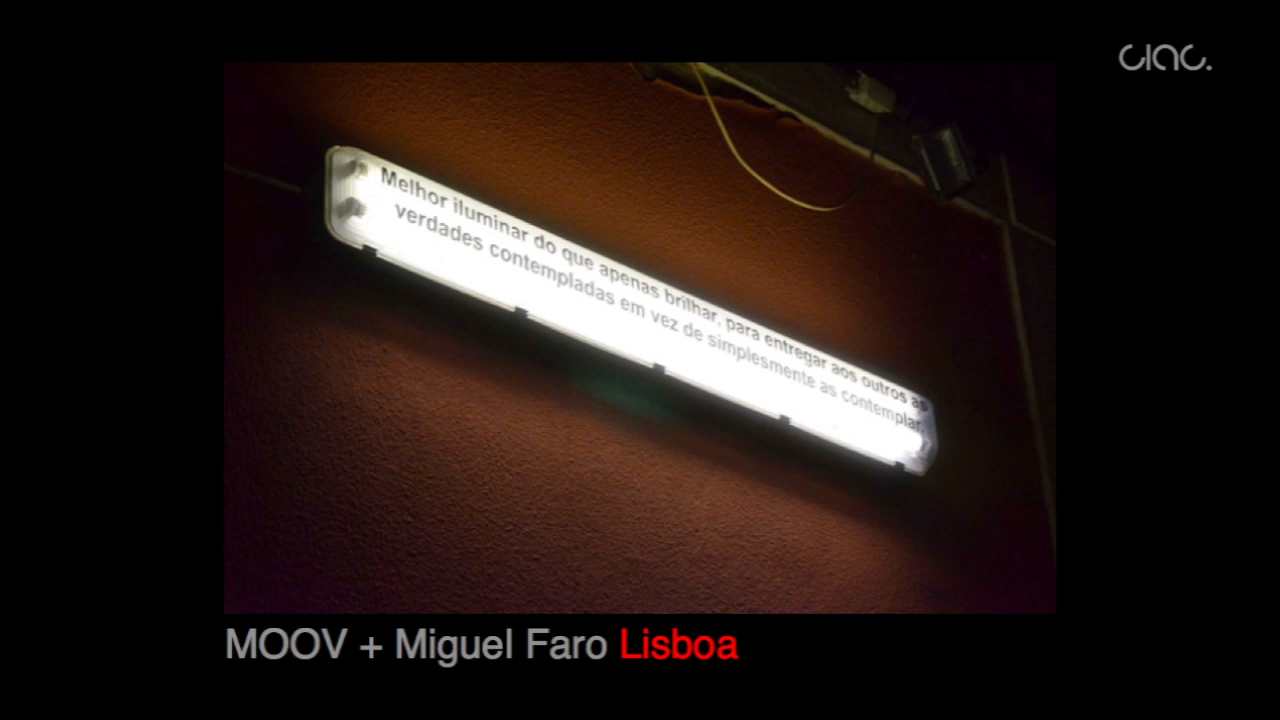 ciac.
Melhor iluminar do que apenas brilhar, para entregar aos outros as
verdades contempladas em vez de simplesmente as contemplar.
MOOV + Miguel Faro Lisboa